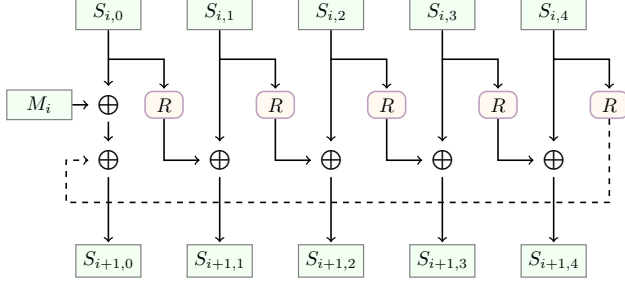 S_{i,0} S_{i,1} S_{i,2} S_{i,3} S_{i,4}
M_i R R R R R
S_{i+1,0} S_{i+1,1} S_{i+1,2} S_{i+1,3} S_{i+1,4}